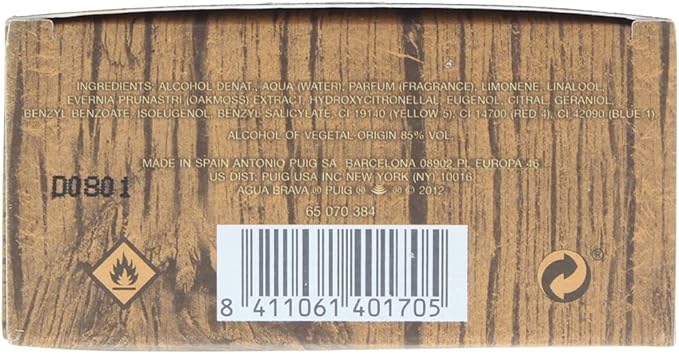 INGREDIENTS, ALCOHOL DENAT., AQUA (WATER), PARFUM (FRAGRANCE), LIMONENE, LINALOOL,
EVERNIA PRUNASTRI (OAKMOSS) EXTRACT, HYDROXYCITRONELLAL, EUGENOL, CITRAL, GERANIOL,
BENZYL BENZOATE, ISOEUGENOL, BENZYL SALICYLATE, CI 19140 (YELLOW 5), CI 14700 (RED 4), CI 42090 (BLUE 1).
ALCOHOL OF VEGETAL ORIGIN 85% VOL.
MADE IN SPAIN ANTONIO PUIG SA. BARCELONA 08902 PL EUROPA 46
US DIST: PUIG USA INC NEW YORK (NY) 10016
AGUA BRAVA ® PUIG ® ® © 2012
65 070 384
D0801
8 411061 401705
®